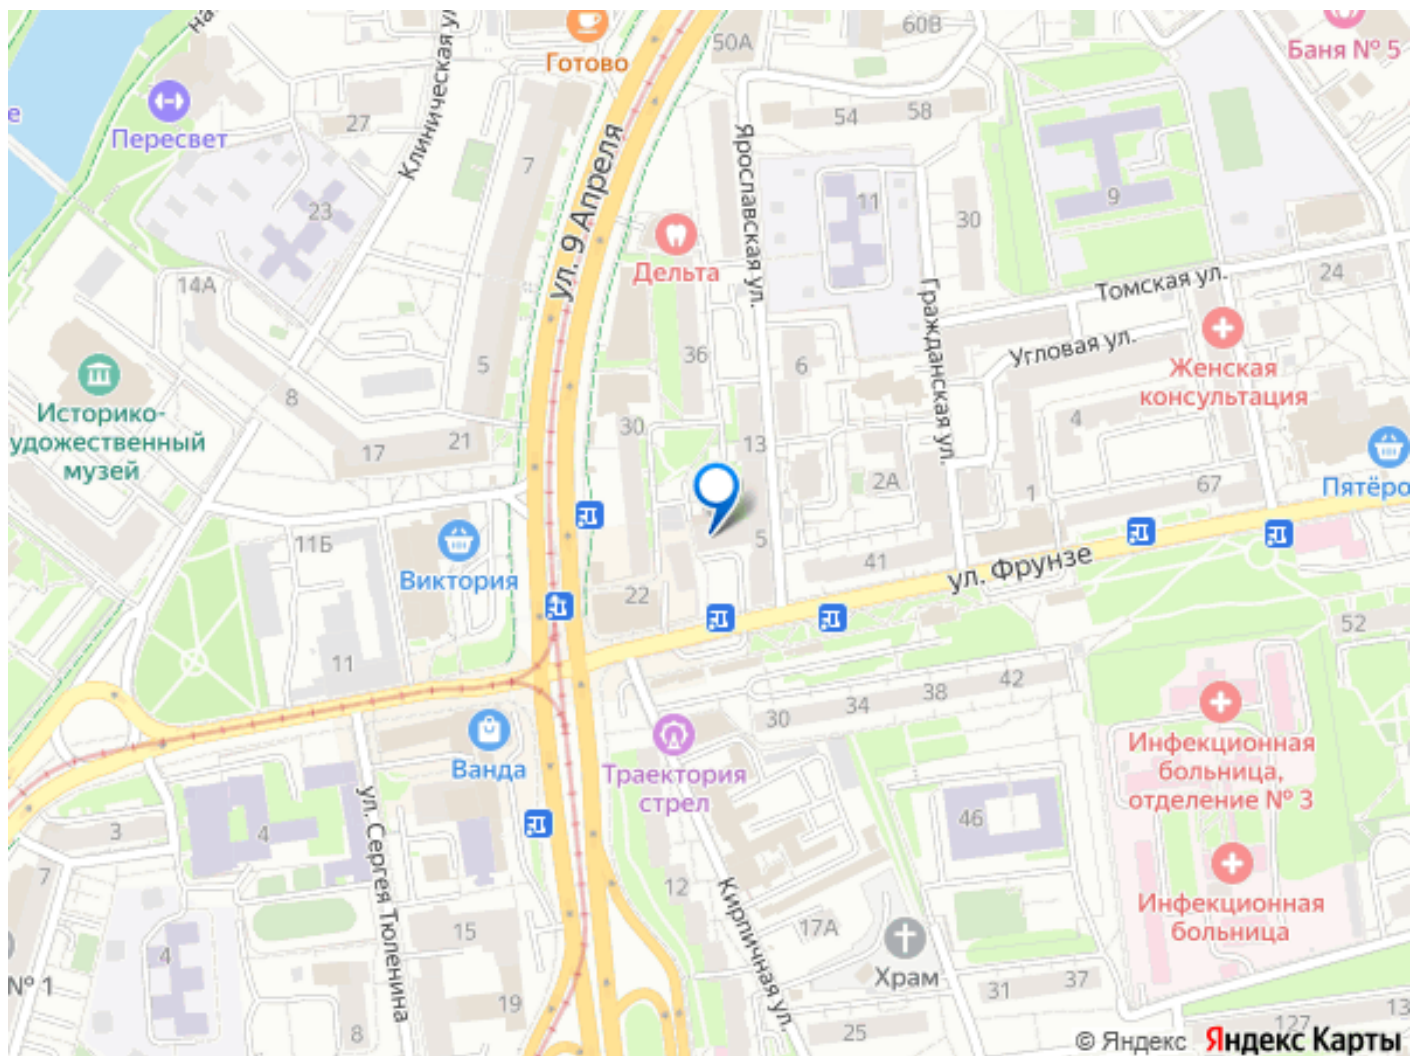 на
50А
60В
Готово
Баня № 5
Клиническая ул
е
Пересвет
27
7
ул. 9 Апреля
Ярославская ул.
54
58
11
9
23
30
Дельта
Гражданская ул.
14А
Томская ул.
24
36
6
Угловая ул.
Женская
консультация
5
8
Историко-
удожественный
музей
30
17
21
13
4
2А
1
67
Пятёро
11Б
Виктория
5
41
ул. Фрунзе
22
52
11
42
38
34
30
Ванда
Траектория
стрел
Инфекционная
больница,
отделение № 3
3
4
ул. Сергея Тюленина
46
7
12
Кирпичная ул.
Инфекционная
больница
17А
15
4
Храм
№ 1
37
31
19
8
25
127
13
© Яндекс Яндекс Карты